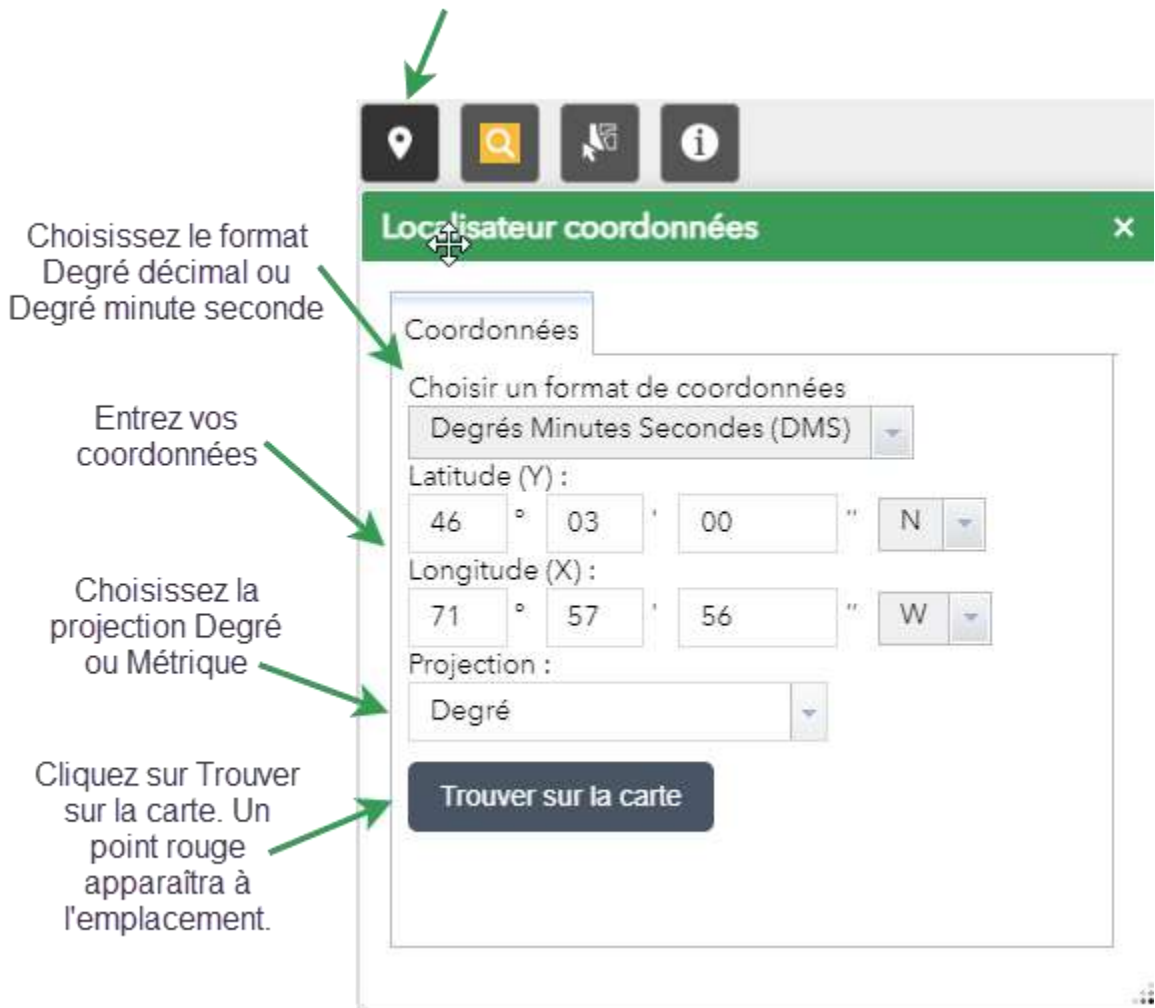 Localisateur coordonnées ×
Choisissez le format
Degré décimal ou
Degré minute seconde
Coordonnées
Choisir un format de coordonnées
Degrés Minutes Secondes (DMS)
Entrez vos
coordonnées
Latitude (Y) :
46 ° 03 ' 00 " N
Longitude (X) :
71 ° 57 ' 56 " W
Choisissez la
projection Degré
ou Métrique
Projection :
Degré
Cliquez sur Trouver
sur la carte. Un
point rouge
apparaîtra à
l'emplacement.
Trouver sur la carte